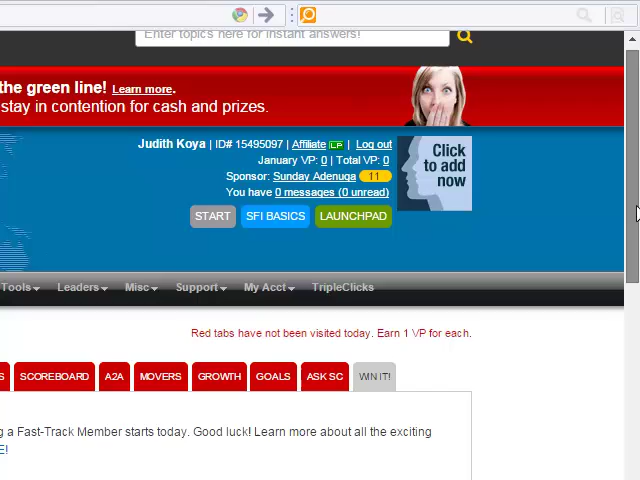 Enter topics here for instant answers!
the green line! Learn more.
stay in contention for cash and prizes.
Judith Koya | ID# 15495097 | Affiliate LP | Log out
January VP: 0 | Total VP: 0
Sponsor: Sunday Adenuga 11
You have 0 messages (0 unread)
START SFI BASICS LAUNCHPAD
Click
to add
now
Tools Leaders Misc Support My Acct TripleClicks
Red tabs have not been visited today. Earn 1 VP for each.
S SCOREBOARD A2A MOVERS GROWTH GOALS ASK SC WIN IT!
g a Fast-Track Member starts today. Good luck! Learn more about all the exciting
E!